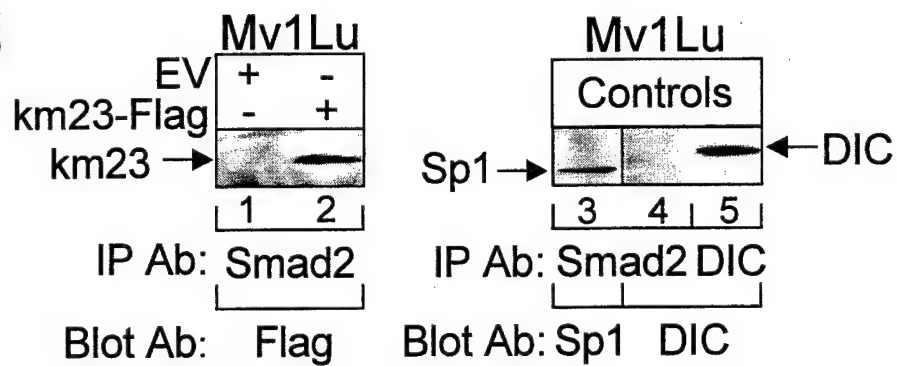 Mv1Lu
EV + -
km23-Flag - +
km23
1 2
IP Ab: Smad2
Blot Ab: Flag
Mv1Lu
Controls
Sp1
DIC
3 4 5
IP Ab: Smad2 DIC
Blot Ab: Sp1 DIC